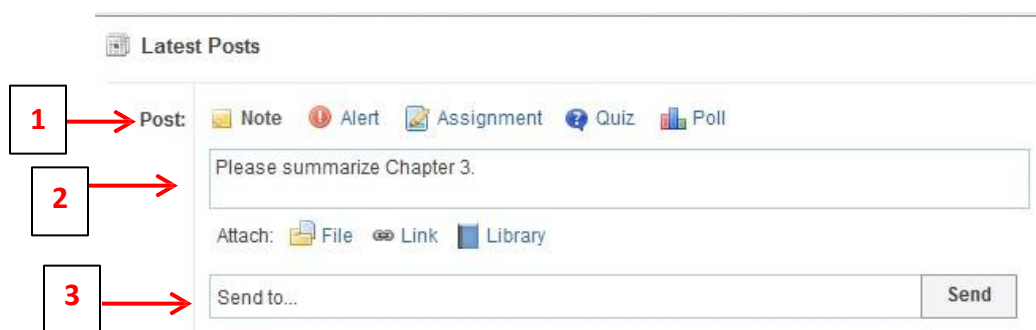 Latest Posts
1 Post: Note Alert Assignment Quiz Poll
2 Please summarize Chapter 3.
Attach: File Link Library
3 Send to... Send